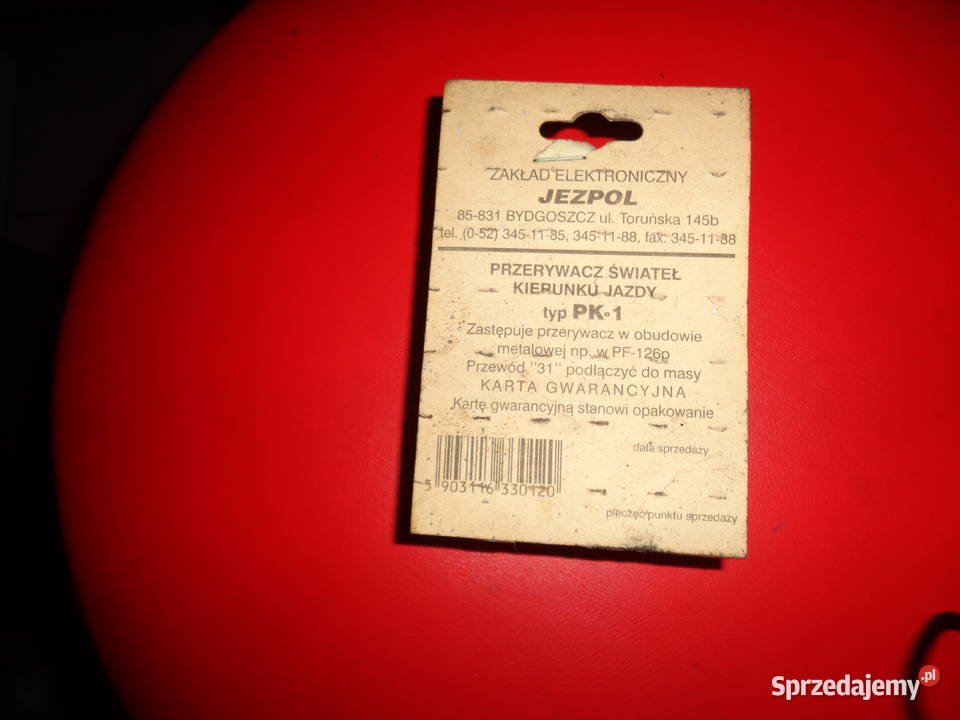 ZAKŁAD ELEKTRONICZNY
JEZPOL
85-831 BYDGOSZCZ ul. Toruńska 145b
tel. (0-52) 345-11-85, 345-11-88, fax. 345-11-88
PRZERYWACZ ŚWIATEŁ
KIERUNKU JAZDY
typ PK-1
Zastępuje przerywacz w obudowie
metalowej np. w PF-126p
Przewód "31" podłączyć do masy
KARTA GWARANCYJNA
Kartę gwarancyjną stanowi opakowanie
data sprzedaży
5 903116 330120
pieczęć punktu sprzedaży
Sprzedajemy.pl